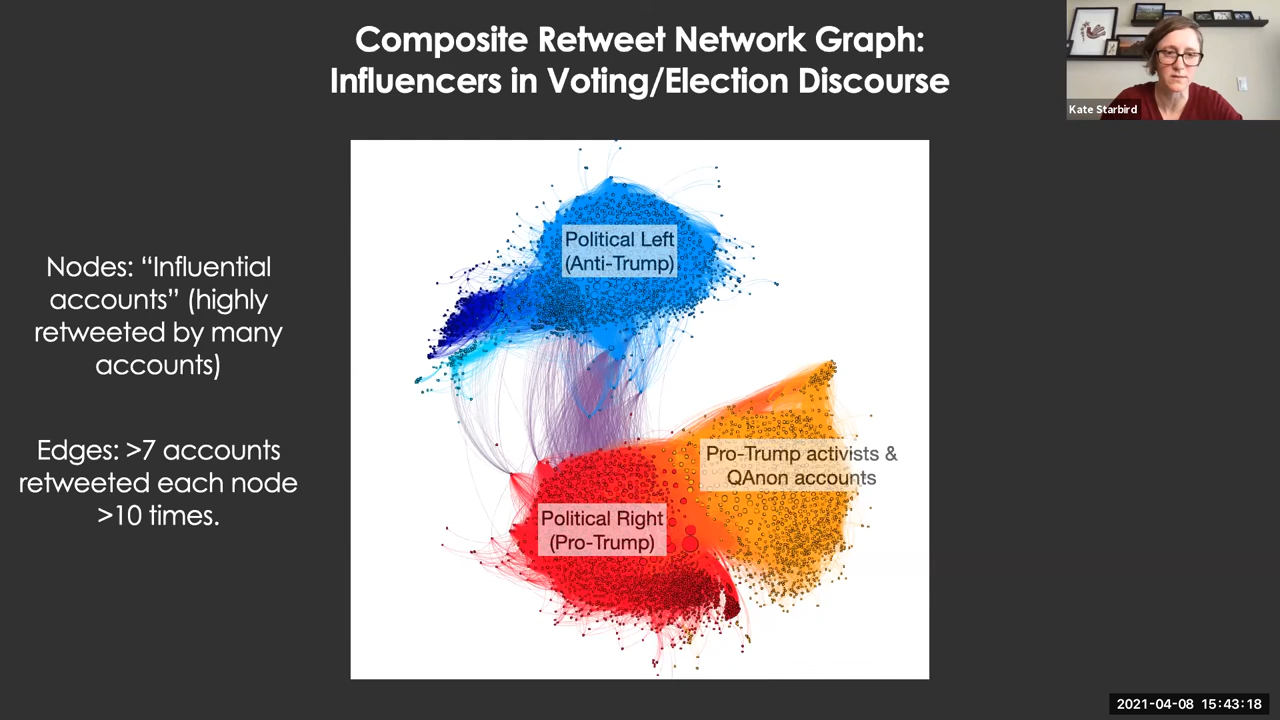 Composite Retweet Network Graph:
Influencers in Voting/Election Discourse
Kate Starbird
Nodes: “Influential
accounts” (highly
retweeted by many
accounts)
Edges: >7 accounts
retweeted each node
>10 times.
Political Left
(Anti-Trump)
Pro-Trump activists &
QAnon accounts
Political Right
(Pro-Trump)
2021-04-08 15:43:18